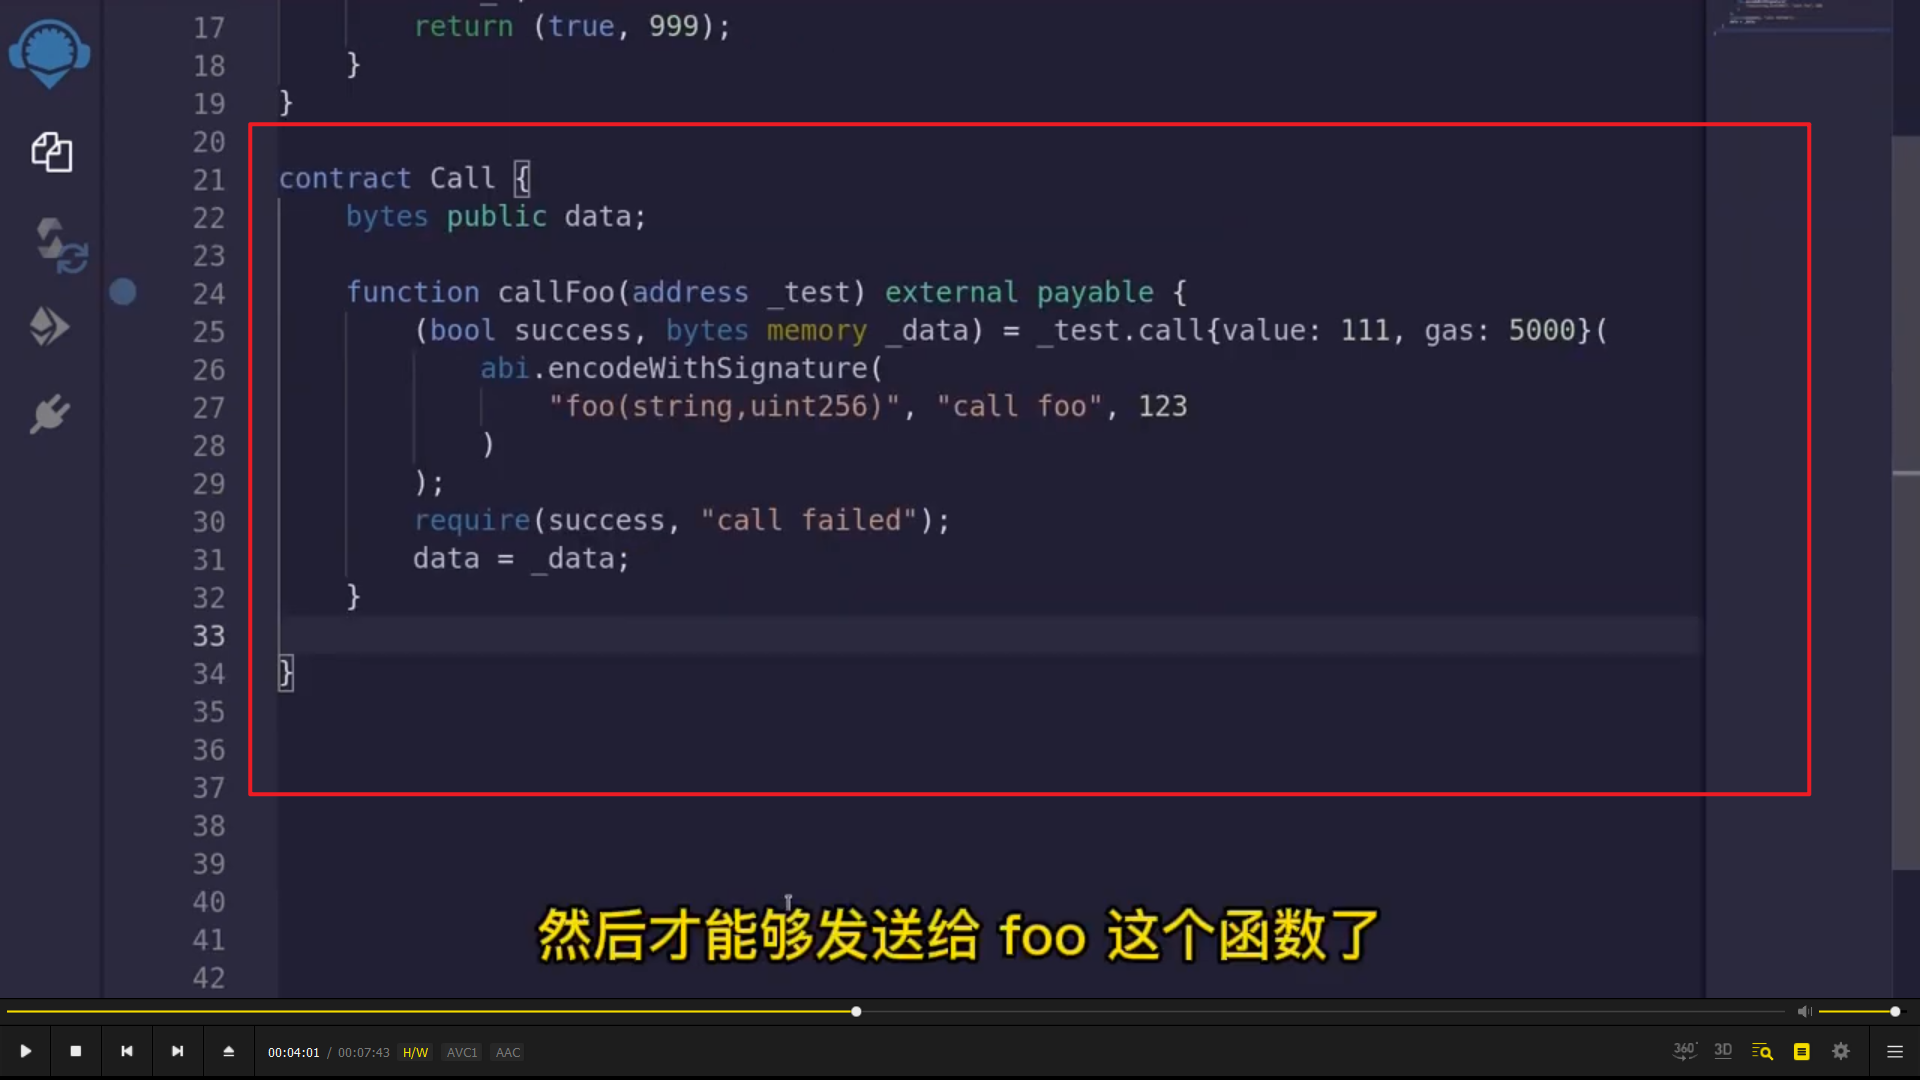 17 return (true, 999);
18 }
19 }
20
21 contract Call {
22 bytes public data;
23
24 function callFoo(address _test) external payable {
25 (bool success, bytes memory _data) = _test.call{value: 111, gas: 5000}(
26 abi.encodeWithSignature(
27 "foo(string,uint256)", "call foo", 123
28 )
29 );
30 require(success, "call failed");
31 data = _data;
32 }
33
34 }
35
36
37
38
39
40
41
42
然后才能够发送给 foo 这个函数了
00:04:01 / 00:07:43 H/W AVC1 AAC 360° 3D